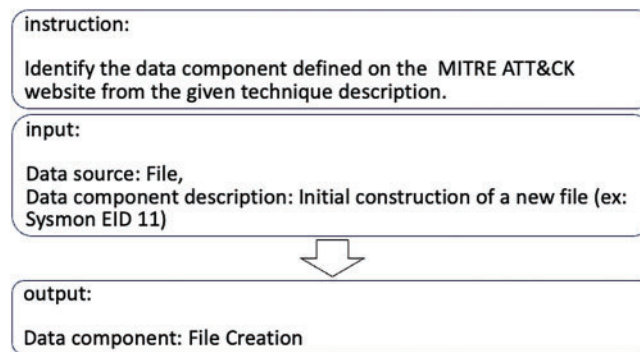 instruction:
Identify the data component defined on the MITRE ATT&CK
website from the given technique description.
input:
Data source: File,
Data component description: Initial construction of a new file (ex:
Sysmon EID 11)
output:
Data component: File Creation